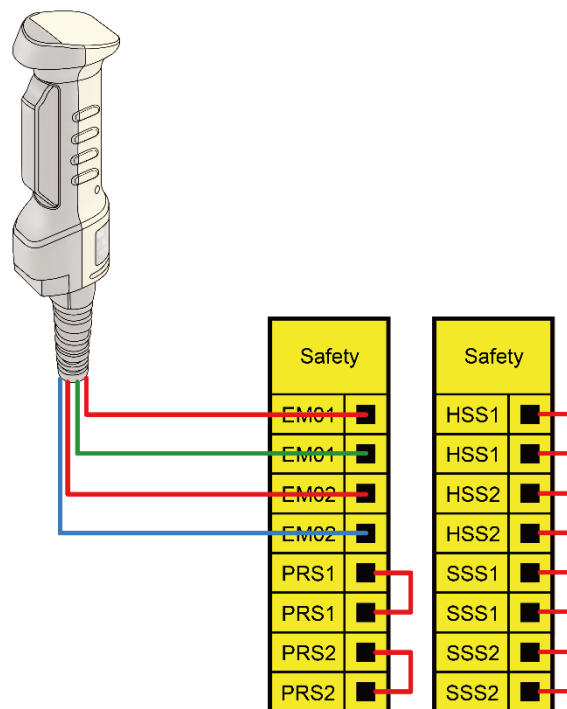 Safety
EM01
EM01
EM02
EM02
PRS1
PRS1
PRS2
PRS2
Safety
HSS1
HSS1
HSS2
HSS2
SSS1
SSS1
SSS2
SSS2